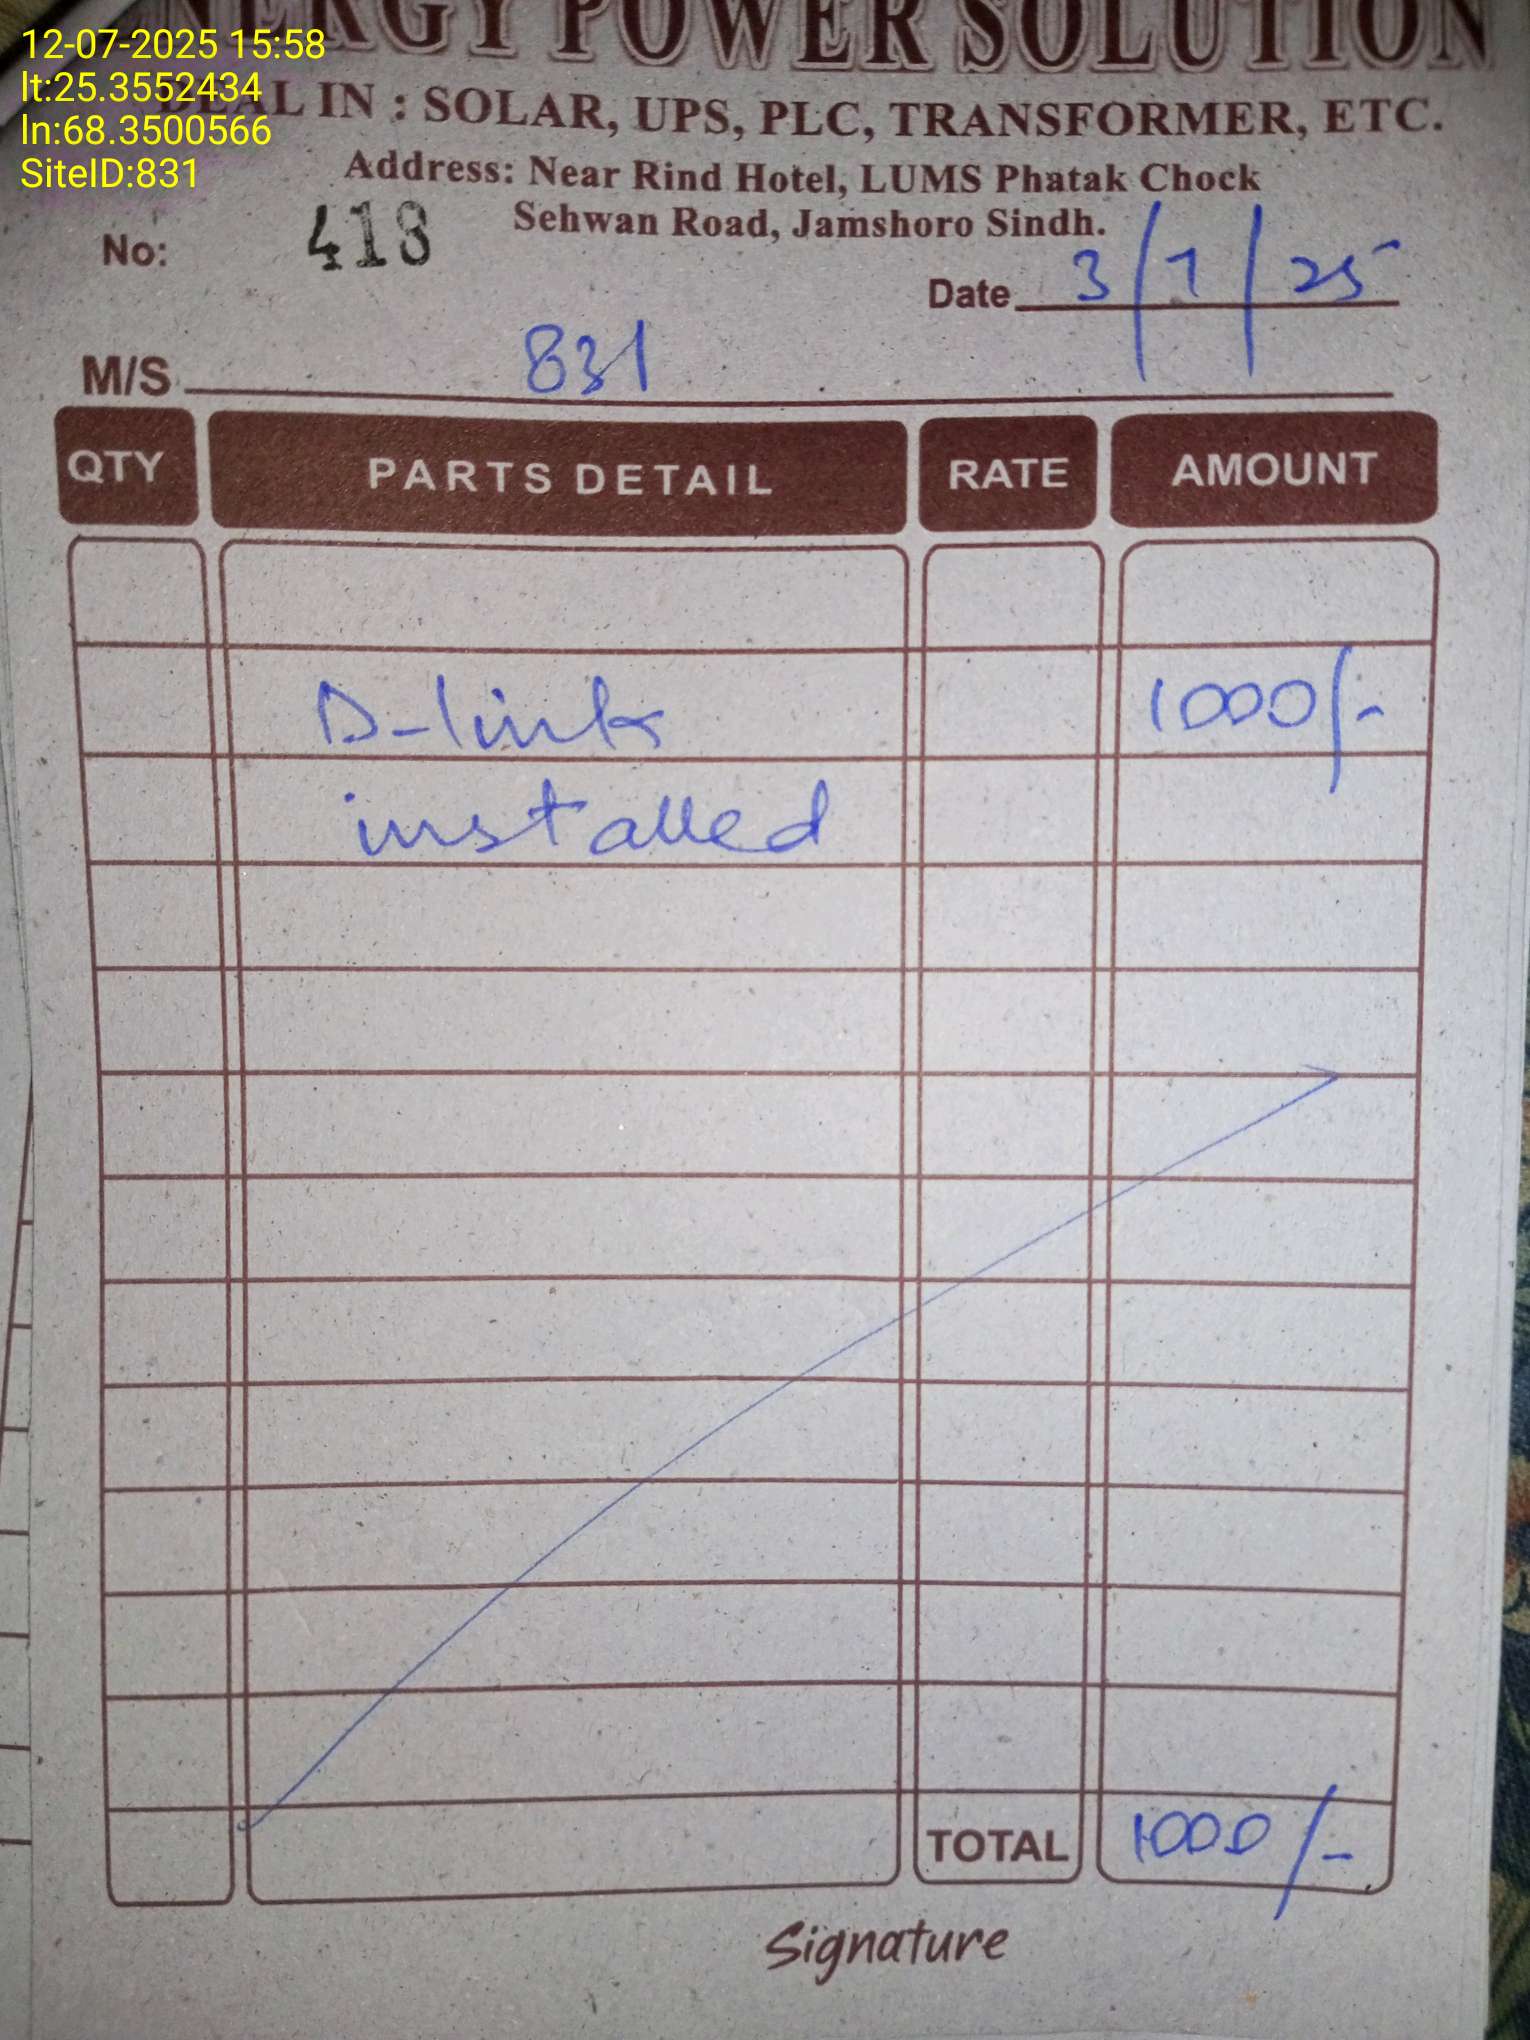 12-07-2025 15:58
lt:25.3552434
ln:68.3500566
SiteID:831
POWER SOLUTION
IN : SOLAR, UPS, PLC, TRANSFORMER, ETC.
Address: Near Rind Hotel, LUMS Phatak Chock
Sehwan Road, Jamshoro Sindh.
No: 418
Date 3/7/25
M/S 831
QTY PARTS DETAIL RATE AMOUNT
D-link 1000/-
installed
TOTAL 1000/-
Signature